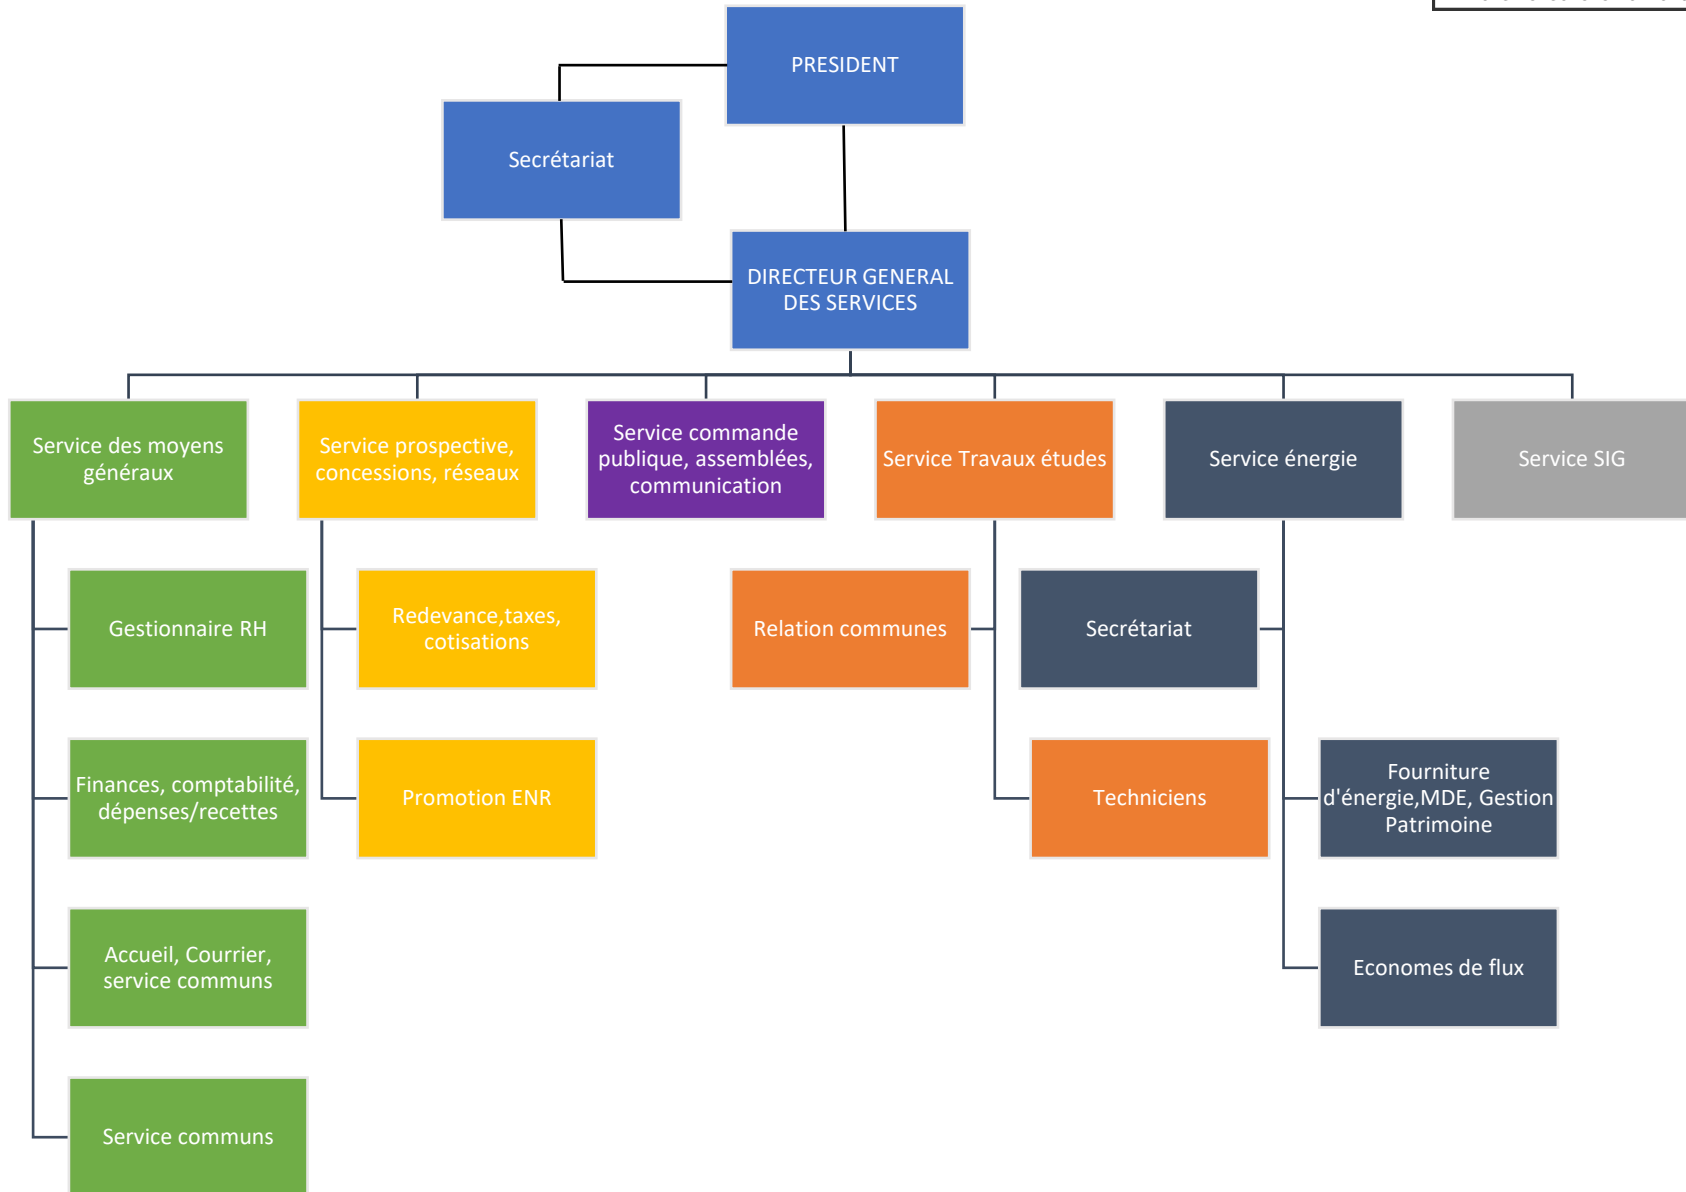 PRESIDENT
Secrétariat
DIRECTEUR GENERAL
DES SERVICES
Service des moyens
généraux
Service prospective,
concessions, réseaux
Service commande
publique, assemblées,
communication
Service Travaux études
Service énergie
Service SIG
Gestionnaire RH
Redevance,taxes,
cotisations
Relation communes
Secrétariat
Finances, comptabilité,
dépenses/recettes
Promotion ENR
Techniciens
Fourniture
d'énergie,MDE, Gestion
Patrimoine
Accueil, Courrier,
service communs
Economes de flux
Service communs